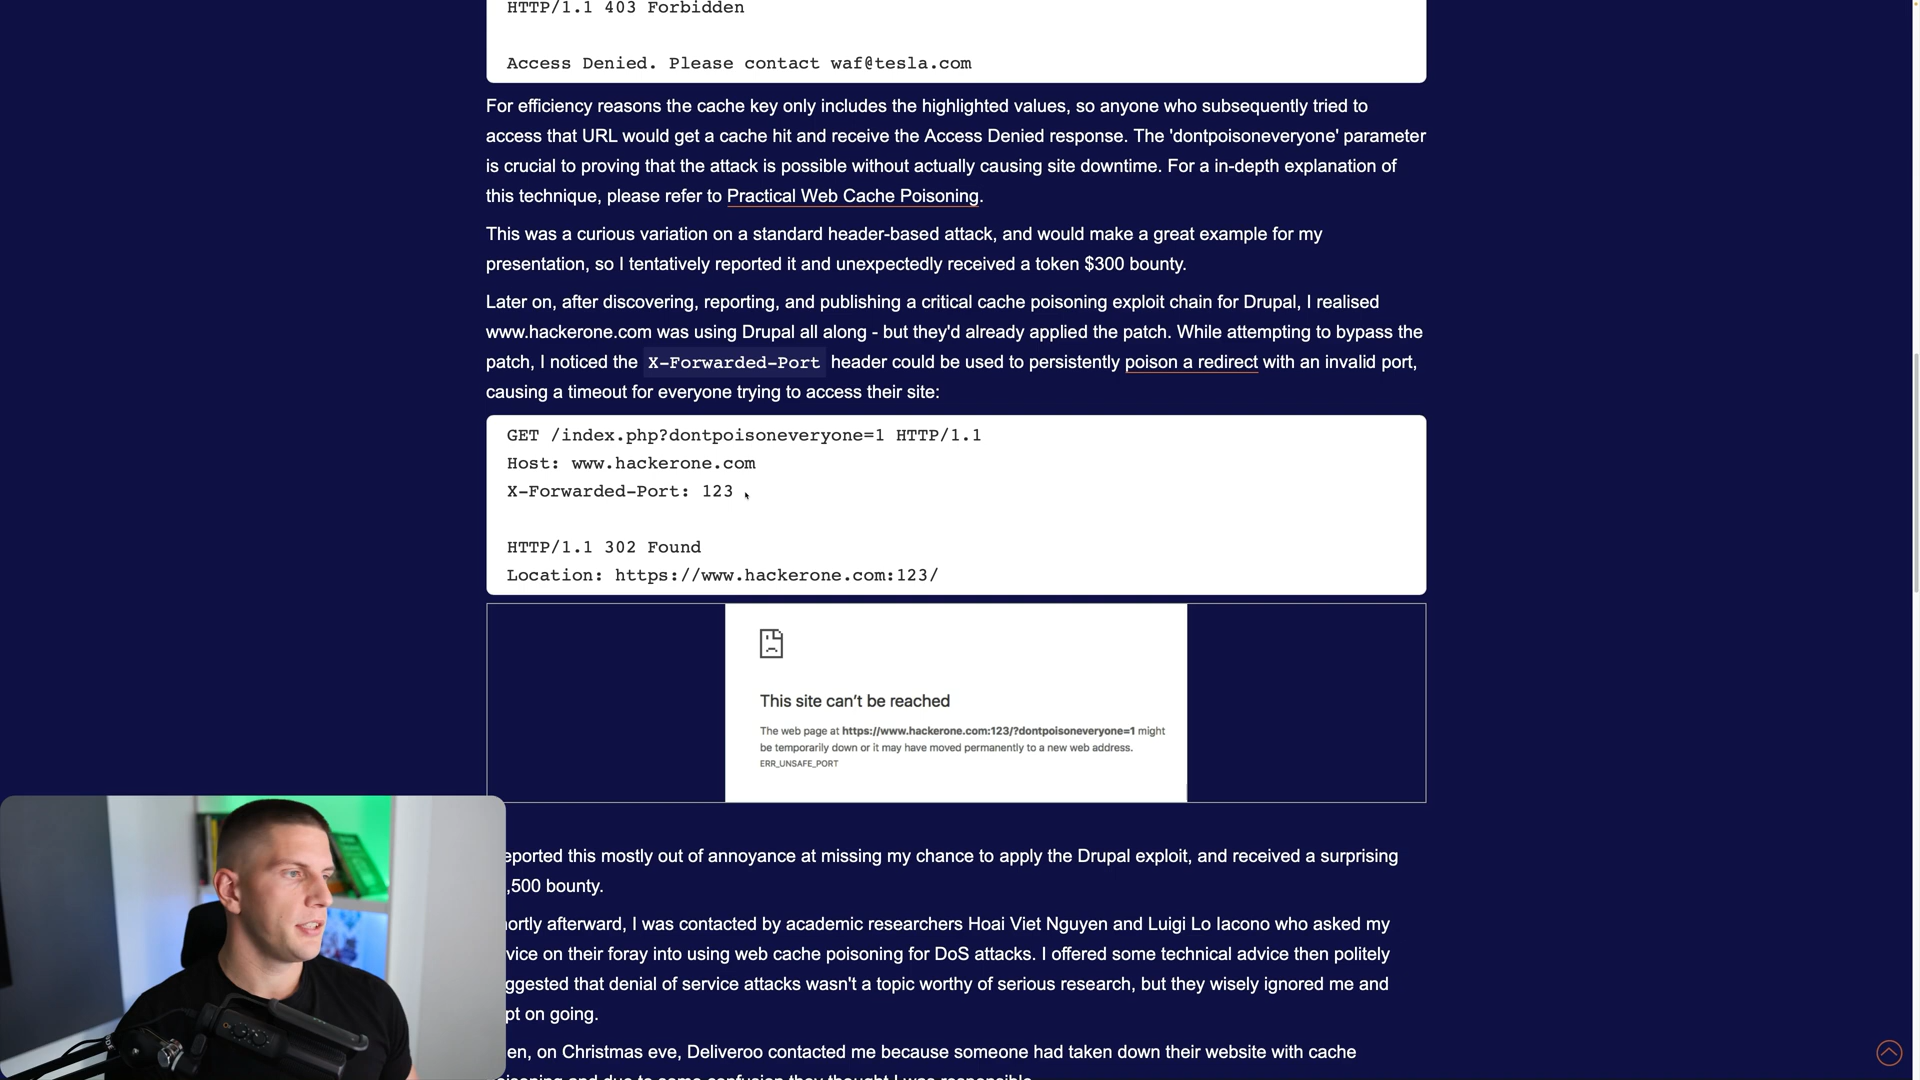 HTTP/1.1 403 Forbidden
Access Denied. Please contact waf@tesla.com
For efficiency reasons the cache key only includes the highlighted values, so anyone who subsequently tried to
access that URL would get a cache hit and receive the Access Denied response. The 'dontpoisoneveryone' parameter
is crucial to proving that the attack is possible without actually causing site downtime. For a in-depth explanation of
this technique, please refer to Practical Web Cache Poisoning.
This was a curious variation on a standard header-based attack, and would make a great example for my
presentation, so I tentatively reported it and unexpectedly received a token $300 bounty.
Later on, after discovering, reporting, and publishing a critical cache poisoning exploit chain for Drupal, I realised
www.hackerone.com was using Drupal all along - but they'd already applied the patch. While attempting to bypass the
patch, I noticed the X-Forwarded-Port header could be used to persistently poison a redirect with an invalid port,
causing a timeout for everyone trying to access their site:
GET /index.php?dontpoisoneveryone=1 HTTP/1.1
Host: www.hackerone.com
X-Forwarded-Port: 123
HTTP/1.1 302 Found
Location: https://www.hackerone.com:123/
This site can't be reached
The web page at https://www.hackerone.com:123/?dontpoisoneveryone=1 might
be temporarily down or it may have moved permanently to a new web address.
ERR_UNSAFE_PORT
eported this mostly out of annoyance at missing my chance to apply the Drupal exploit, and received a surprising
,500 bounty.
ortly afterward, I was contacted by academic researchers Hoai Viet Nguyen and Luigi Lo Iacono who asked my
vice on their foray into using web cache poisoning for DoS attacks. I offered some technical advice then politely
ggested that denial of service attacks wasn't a topic worthy of serious research, but they wisely ignored me and
pt on going.
en, on Christmas eve, Deliveroo contacted me because someone had taken down their website with cache